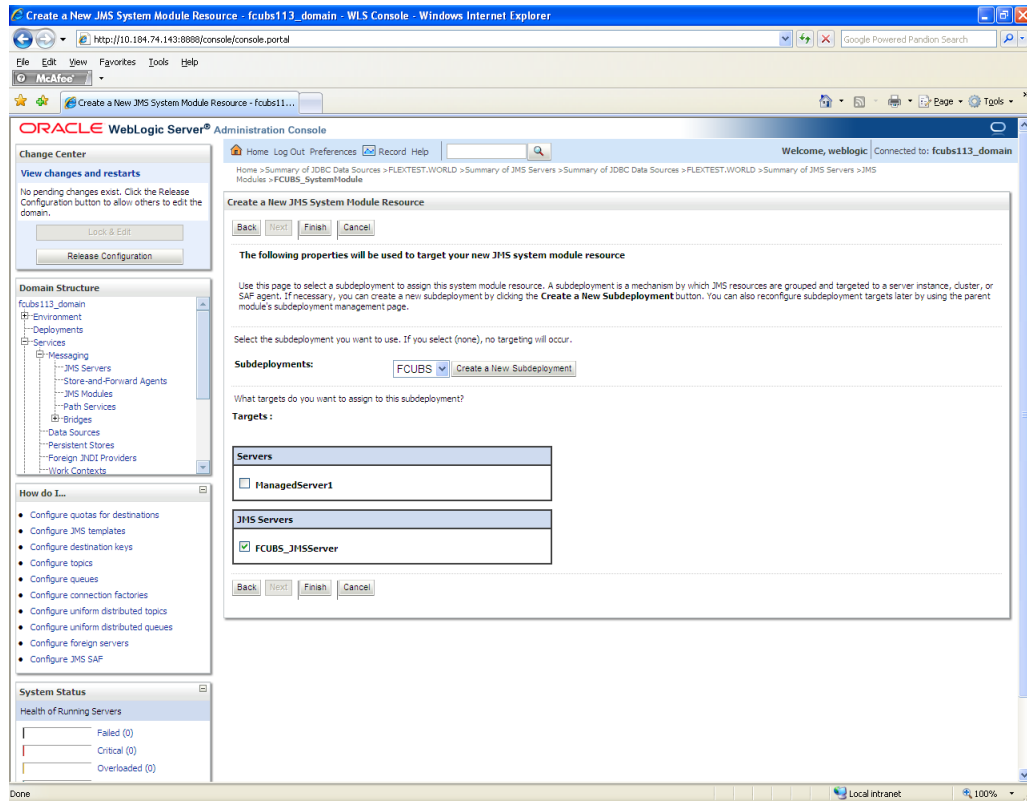 Create a New JMS System Module Resource - fcubs113_domain - WLS Console - Windows Internet Explorer
http://10.184.74.143:8888/console/console.portal
Google Powered Pandion Search
File Edit View Favorites Tools Help
McAfee
Create a New JMS System Module Resource - fcubs11...
Page Tools
ORACLE WebLogic Server® Administration Console
Change Center
View changes and restarts
No pending changes exist. Click the Release
Configuration button to allow others to edit the
domain.
Lock & Edit
Release Configuration
Domain Structure
fcubs113_domain
Environment
Deployments
Services
Messaging
JMS Servers
Store-and-Forward Agents
JMS Modules
Path Services
Bridges
Data Sources
Persistent Stores
Foreign JNDI Providers
Work Contexts
How do I...
Configure quotas for destinations
Configure JMS templates
Configure destination keys
Configure topics
Configure queues
Configure connection factories
Configure uniform distributed topics
Configure uniform distributed queues
Configure foreign servers
Configure JMS SAF
System Status
Health of Running Servers
Failed (0)
Critical (0)
Overloaded (0)
Home Log Out Preferences Record Help
Welcome, weblogic Connected to: fcubs113_domain
Home >Summary of JDBC Data Sources >FLEXTEST.WORLD >Summary of JMS Servers >Summary of JDBC Data Sources >FLEXTEST.WORLD >Summary of JMS Servers >JMS
Modules >FCUBS_SystemModule
Create a New JMS System Module Resource
Back Next Finish Cancel
The following properties will be used to target your new JMS system module resource
Use this page to select a subdeployment to assign this system module resource. A subdeployment is a mechanism by which JMS resources are grouped and targeted to a server instance, cluster, or
SAF agent. If necessary, you can create a new subdeployment by clicking the Create a New Subdeployment button. You can also reconfigure subdeployment targets later by using the parent
module's subdeployment management page.
Select the subdeployment you want to use. If you select (none), no targeting will occur.
Subdeployments: FCUBS Create a New Subdeployment
What targets do you want to assign to this subdeployment?
Targets :
Servers
ManagedServer1
JMS Servers
FCUBS_JMSServer
Back Next Finish Cancel
Done
Local intranet
100%